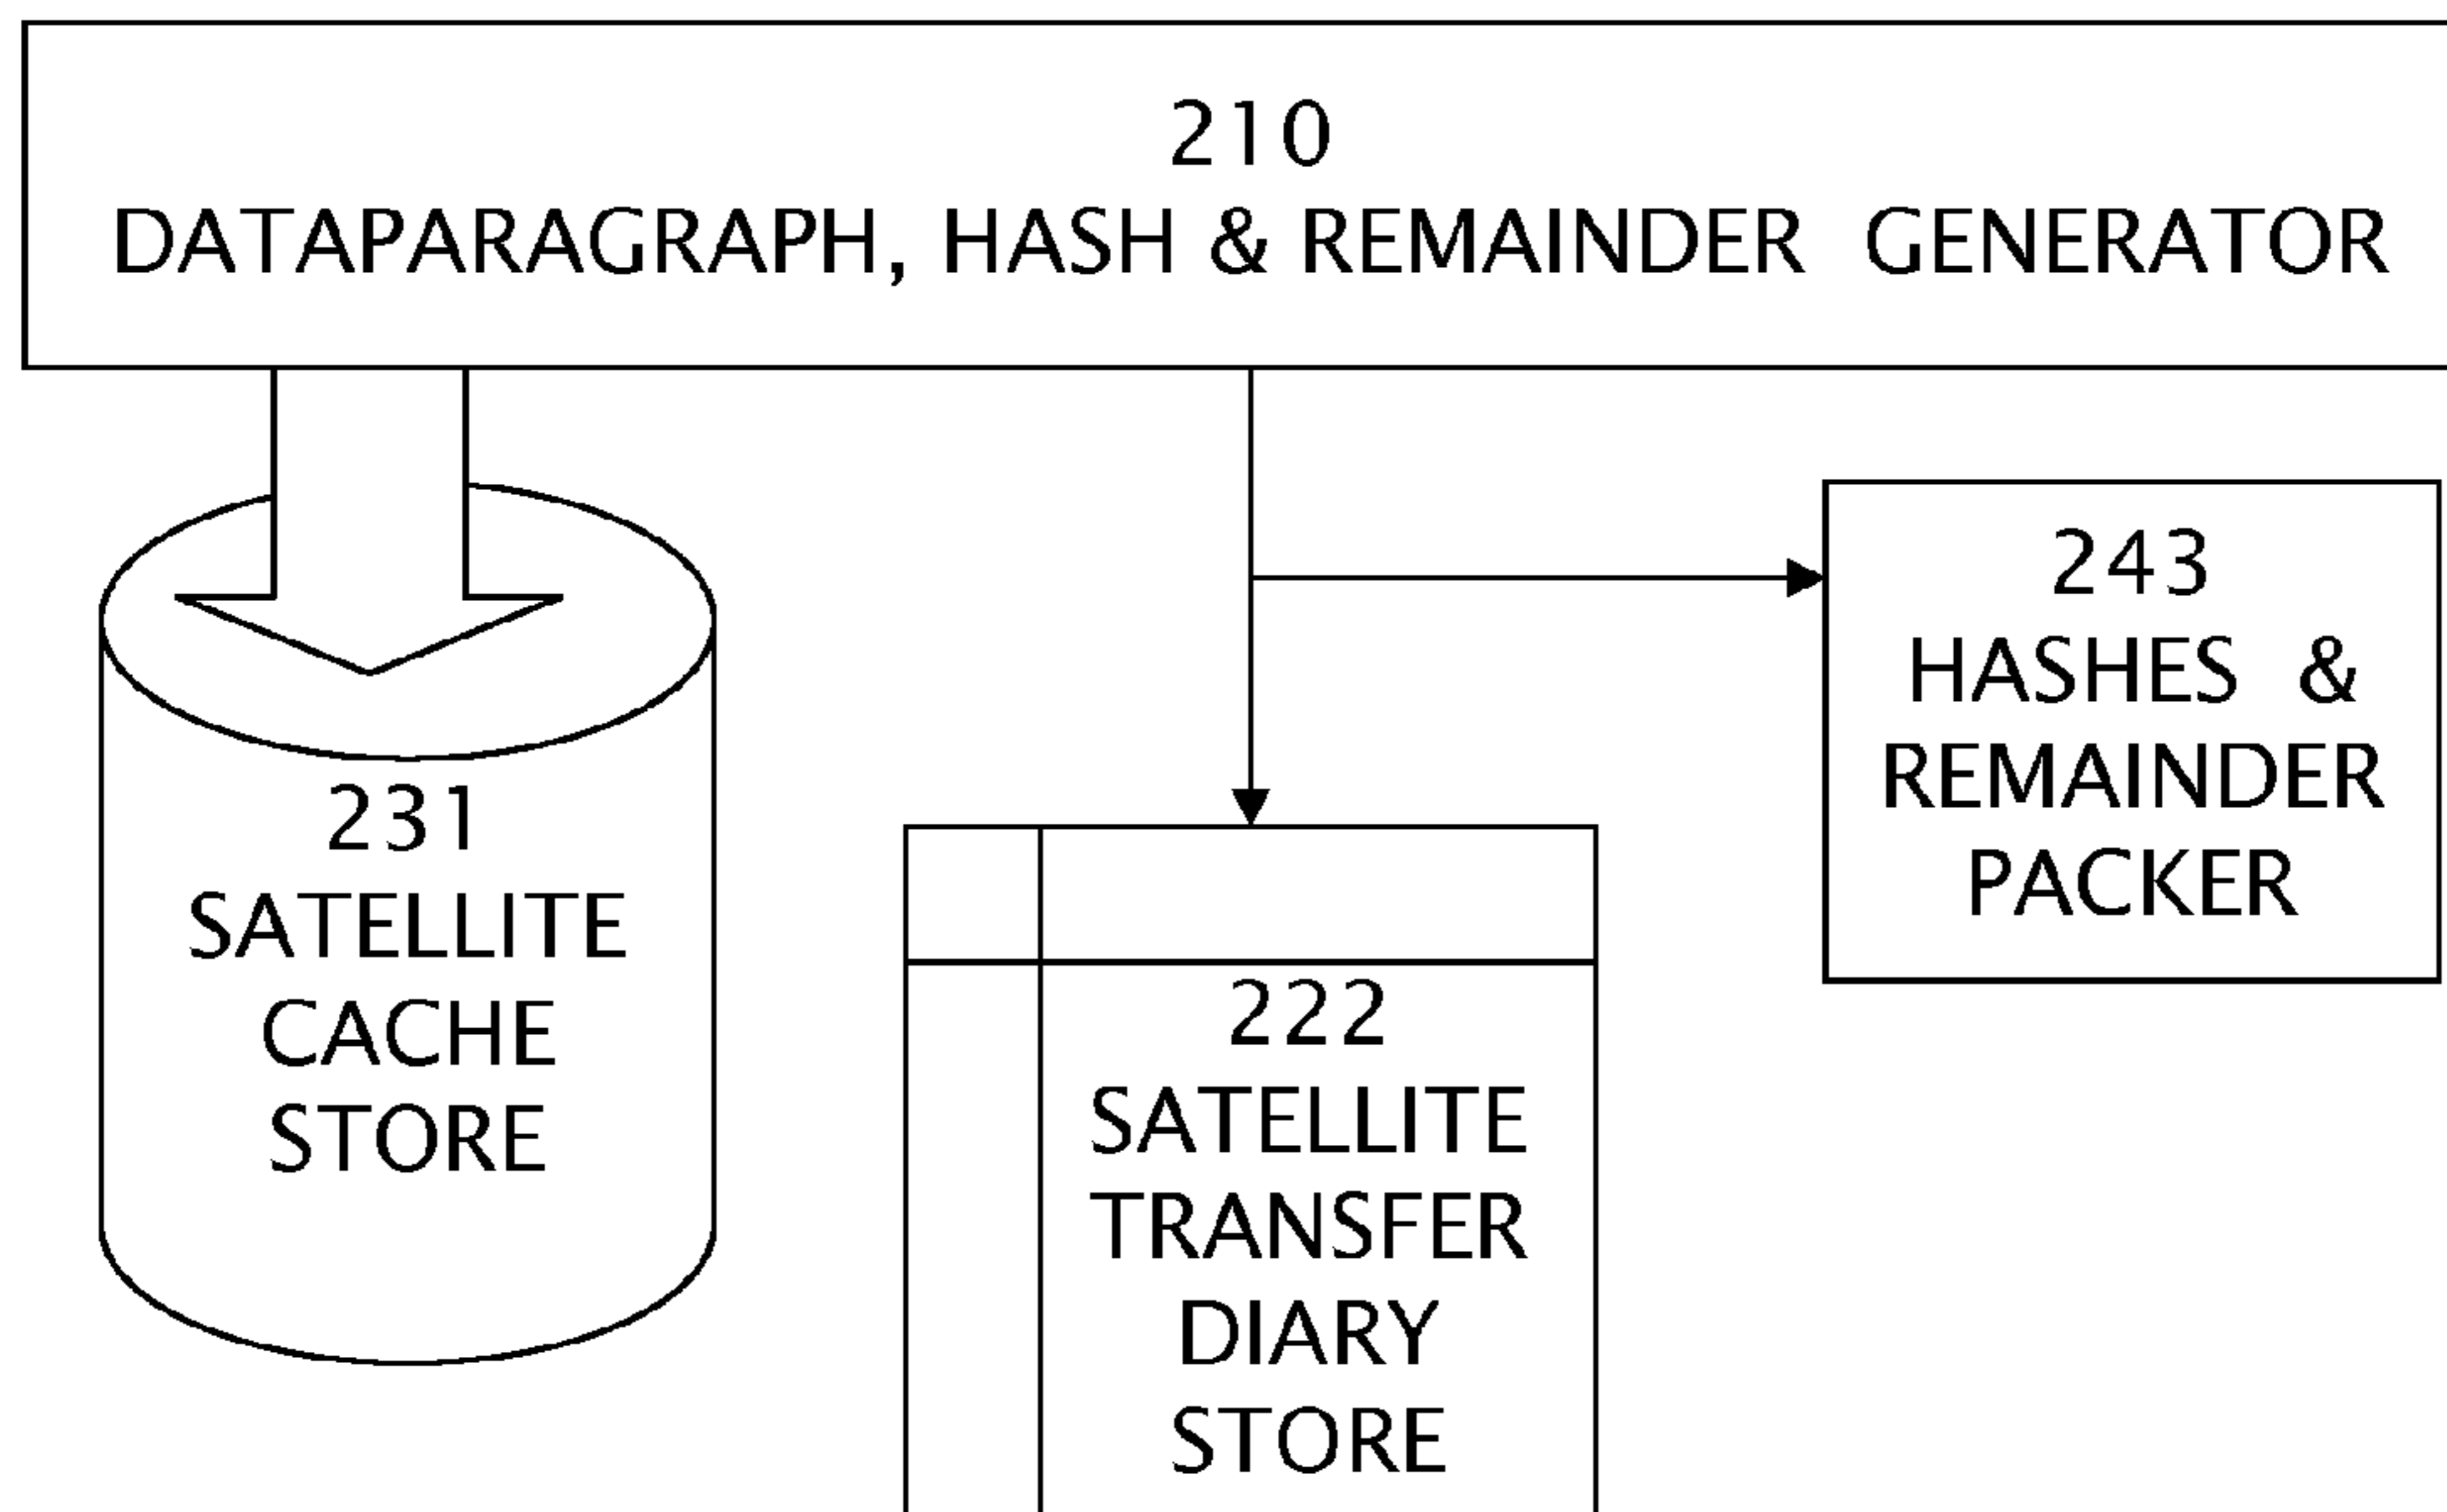 210
DATAPARAGRAPH, HASH & REMAINDER GENERATOR
231
SATELLITE
CACHE
STORE
222
SATELLITE
TRANSFER
DIARY
STORE
243
HASHES &
REMAINDER
PACKER